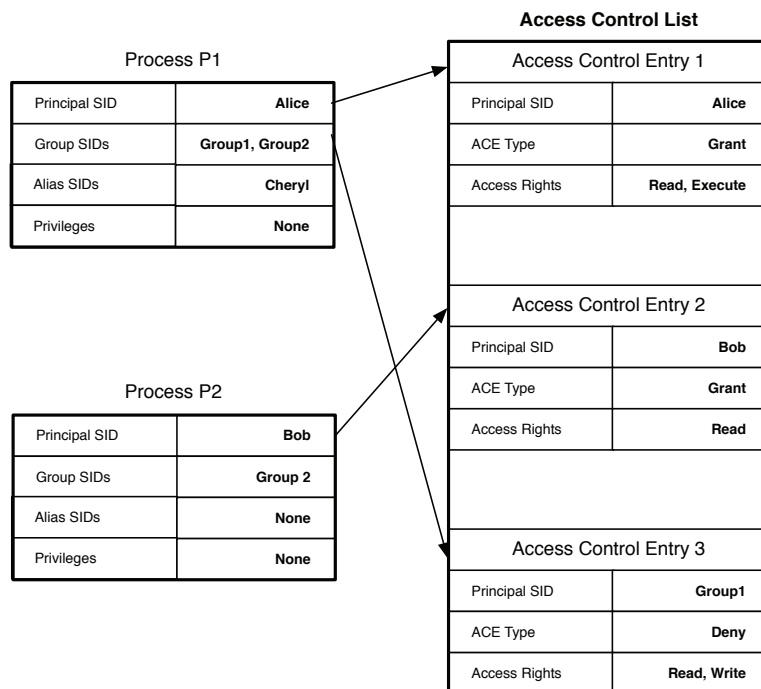 Access Control List
Process P1
Principal SID Alice
Group SIDs Group1, Group2
Alias SIDs Cheryl
Privileges None
Process P2
Principal SID Bob
Group SIDs Group 2
Alias SIDs None
Privileges None
Access Control Entry 1
Principal SID Alice
ACE Type Grant
Access Rights Read, Execute
Access Control Entry 2
Principal SID Bob
ACE Type Grant
Access Rights Read
Access Control Entry 3
Principal SID Group1
ACE Type Deny
Access Rights Read, Write